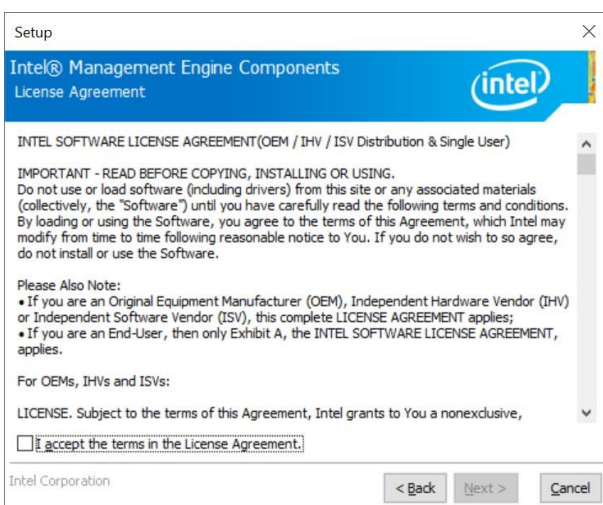 Setup
Intel® Management Engine Components
License Agreement
intel
INTEL SOFTWARE LICENSE AGREEMENT(OEM / IHV / ISV Distribution & Single User)
IMPORTANT - READ BEFORE COPYING, INSTALLING OR USING.
Do not use or load software (including drivers) from this site or any associated materials
(collectively, the "Software") until you have carefully read the following terms and conditions.
By loading or using the Software, you agree to the terms of this Agreement, which Intel may
modify from time to time following reasonable notice to You. If you do not wish to so agree,
do not install or use the Software.
Please Also Note:
• If you are an Original Equipment Manufacturer (OEM), Independent Hardware Vendor (IHV)
or Independent Software Vendor (ISV), this complete LICENSE AGREEMENT applies;
• If you are an End-User, then only Exhibit A, the INTEL SOFTWARE LICENSE AGREEMENT,
applies.
For OEMs, IHVs and ISVs:
LICENSE. Subject to the terms of this Agreement, Intel grants to You a nonexclusive,
I accept the terms in the License Agreement.
Intel Corporation
< Back Next > Cancel